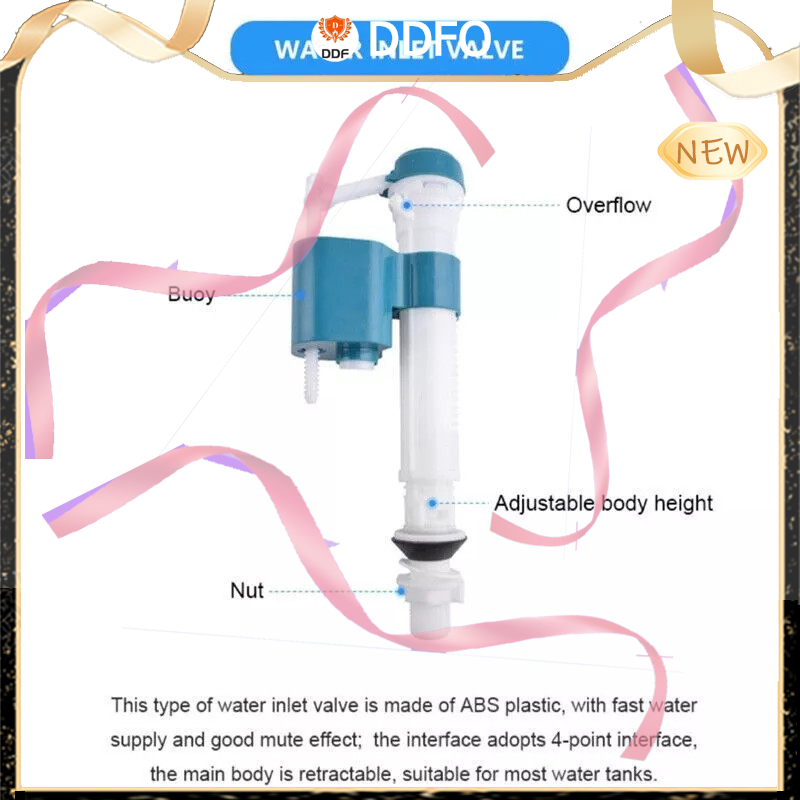 DDF
DDFO
WATER INLET VALVE
NEW
Overflow
Buoy
Adjustable body height
Nut
This type of water inlet valve is made of ABS plastic, with fast water
supply and good mute effect; the interface adopts 4-point interface,
the main body is retractable, suitable for most water tanks.